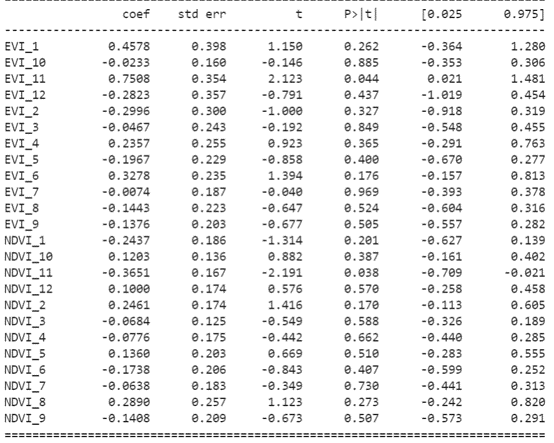 coef std err t P>|t| [0.025 0.975]
EVI_1 0.4578 0.398 1.150 0.262 -0.364 1.280
EVI_10 -0.0233 0.160 -0.146 0.885 -0.353 0.306
EVI_11 0.7508 0.354 2.123 0.044 0.021 1.481
EVI_12 -0.2823 0.357 -0.791 0.437 -1.019 0.454
EVI_2 -0.2996 0.300 -1.000 0.327 -0.918 0.319
EVI_3 -0.0467 0.243 -0.192 0.849 -0.548 0.455
EVI_4 0.2357 0.255 0.923 0.365 -0.291 0.763
EVI_5 -0.1967 0.229 -0.858 0.400 -0.670 0.277
EVI_6 0.3278 0.235 1.394 0.176 -0.157 0.813
EVI_7 -0.0074 0.187 -0.040 0.969 -0.393 0.378
EVI_8 -0.1443 0.223 -0.647 0.524 -0.604 0.316
EVI_9 -0.1376 0.203 -0.677 0.505 -0.557 0.282
NDVI_1 -0.2437 0.186 -1.314 0.201 -0.627 0.139
NDVI_10 0.1203 0.136 0.882 0.387 -0.161 0.402
NDVI_11 -0.3651 0.167 -2.191 0.038 -0.709 -0.021
NDVI_12 0.1000 0.174 0.576 0.570 -0.258 0.458
NDVI_2 0.2461 0.174 1.416 0.170 -0.113 0.605
NDVI_3 -0.0684 0.125 -0.549 0.588 -0.326 0.189
NDVI_4 -0.0776 0.175 -0.442 0.662 -0.440 0.285
NDVI_5 0.1360 0.203 0.669 0.510 -0.283 0.555
NDVI_6 -0.1738 0.206 -0.843 0.407 -0.599 0.252
NDVI_7 -0.0638 0.183 -0.349 0.730 -0.441 0.313
NDVI_8 0.2890 0.257 1.123 0.273 -0.242 0.820
NDVI_9 -0.1408 0.209 -0.673 0.507 -0.573 0.291